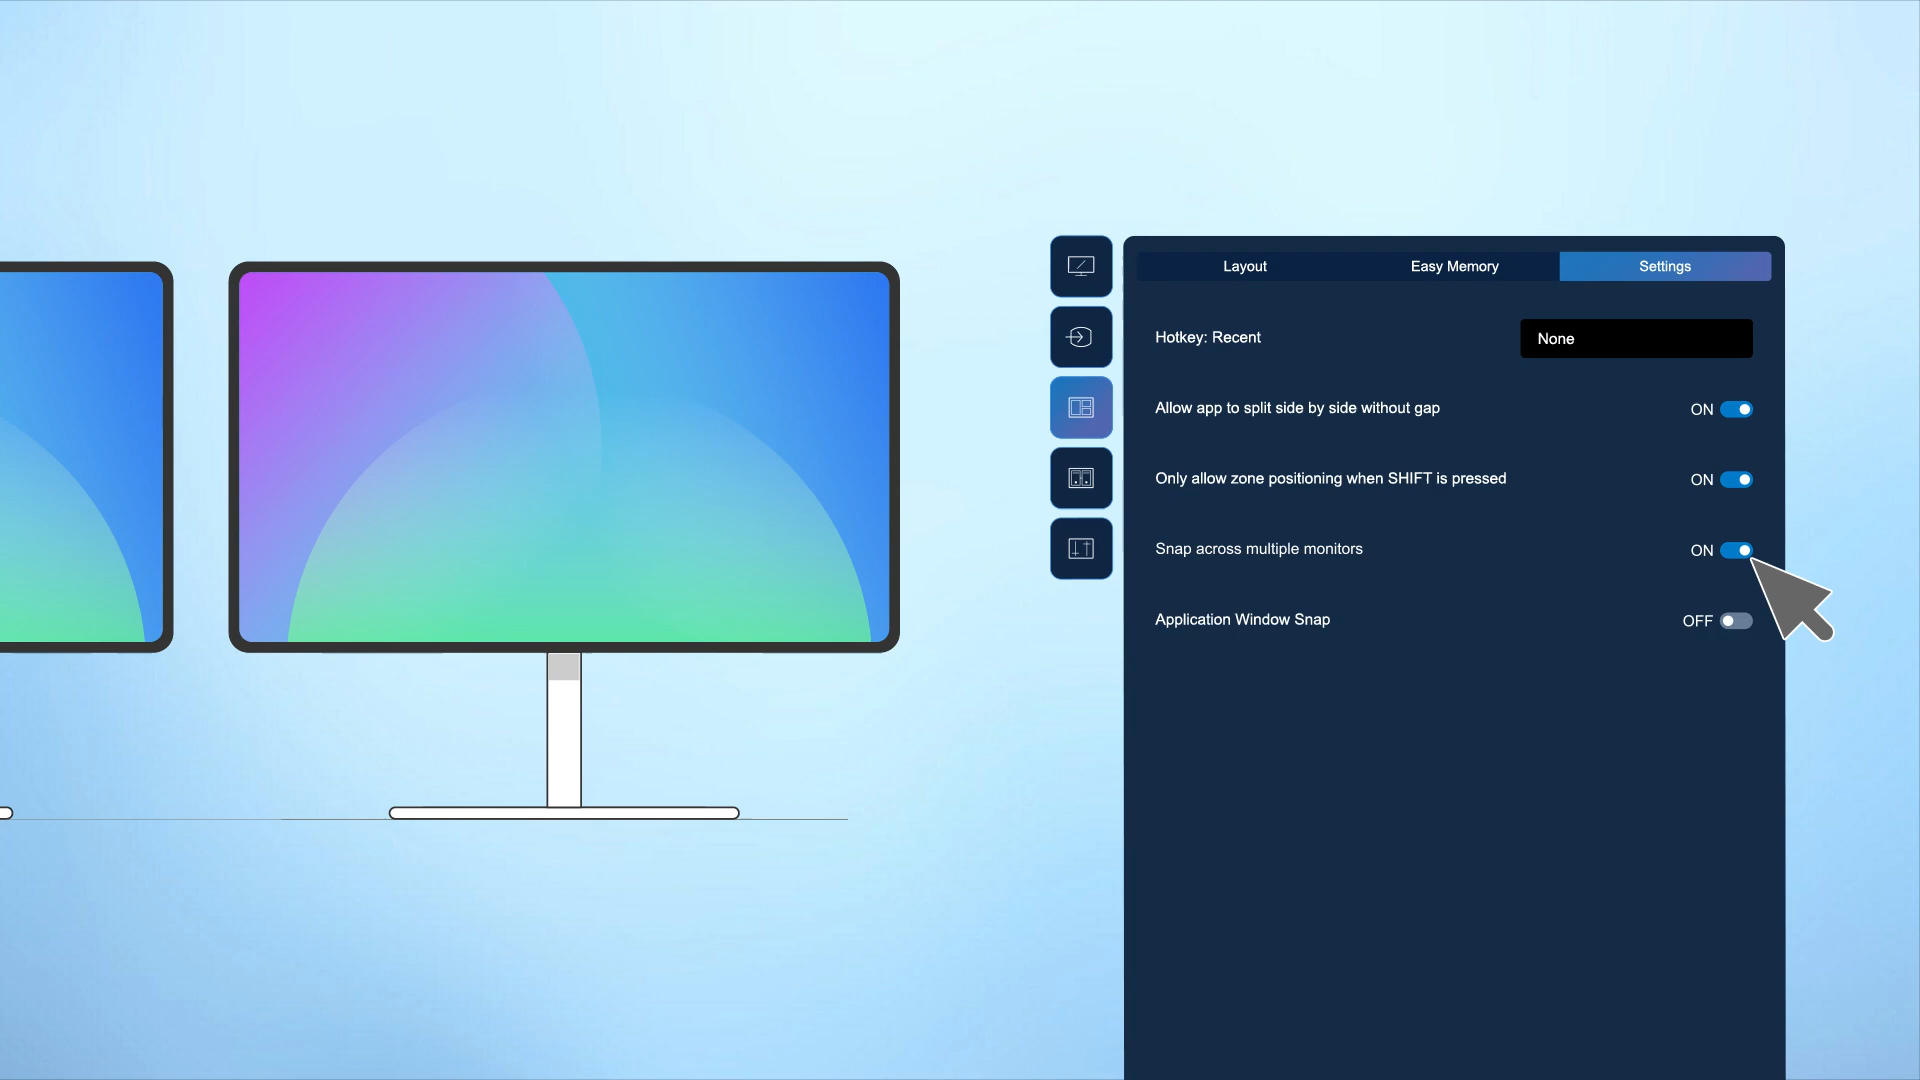 Layout Easy Memory Settings
Hotkey: Recent None
Allow app to split side by side without gap ON
Only allow zone positioning when SHIFT is pressed ON
Snap across multiple monitors ON
Application Window Snap OFF